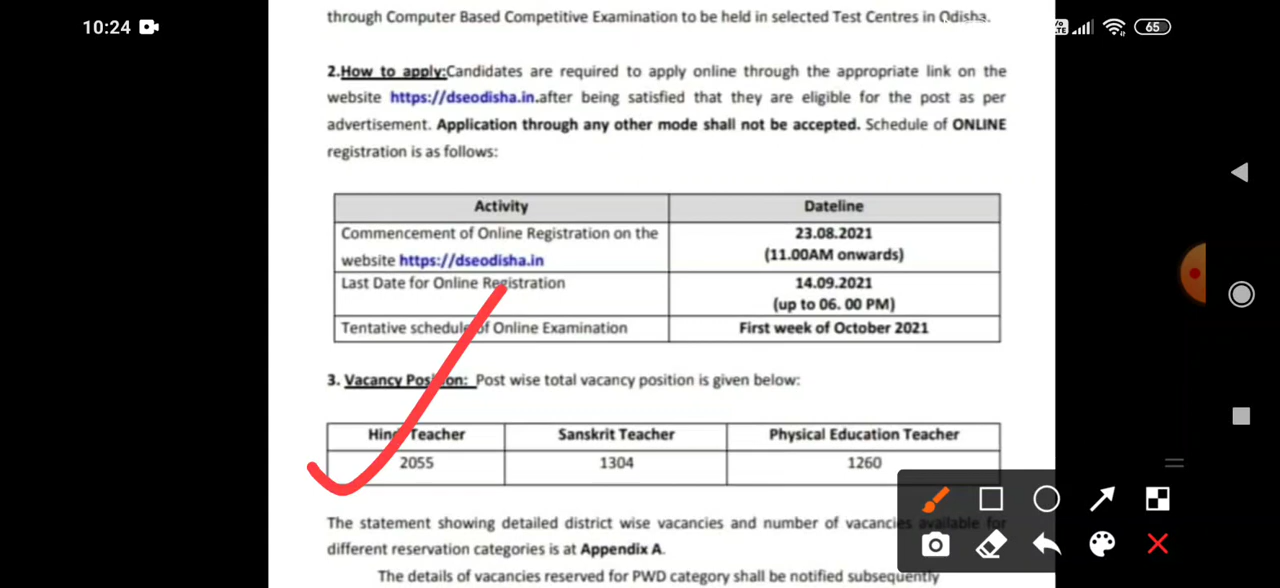 10:24
65
through Computer Based Competitive Examination to be held in selected Test Centres in Odisha.
2.How to apply:Candidates are required to apply online through the appropriate link on the
website https://dseodisha.in.after being satisfied that they are eligible for the post as per
advertisement. Application through any other mode shall not be accepted. Schedule of ONLINE
registration is as follows:
Activity Dateline
Commencement of Online Registration on the
website https://dseodisha.in
23.08.2021
(11.00AM onwards)
Last Date for Online Registration
14.09.2021
(up to 06. 00 PM)
Tentative schedule of Online Examination First week of October 2021
3. Vacancy Position: Post wise total vacancy position is given below:
Hindi Teacher Sanskrit Teacher Physical Education Teacher
2055 1304 1260
The statement showing detailed district wise vacancies and number of vacancies available for
different reservation categories is at Appendix A.
The details of vacancies reserved for PWD category shall be notified subsequently